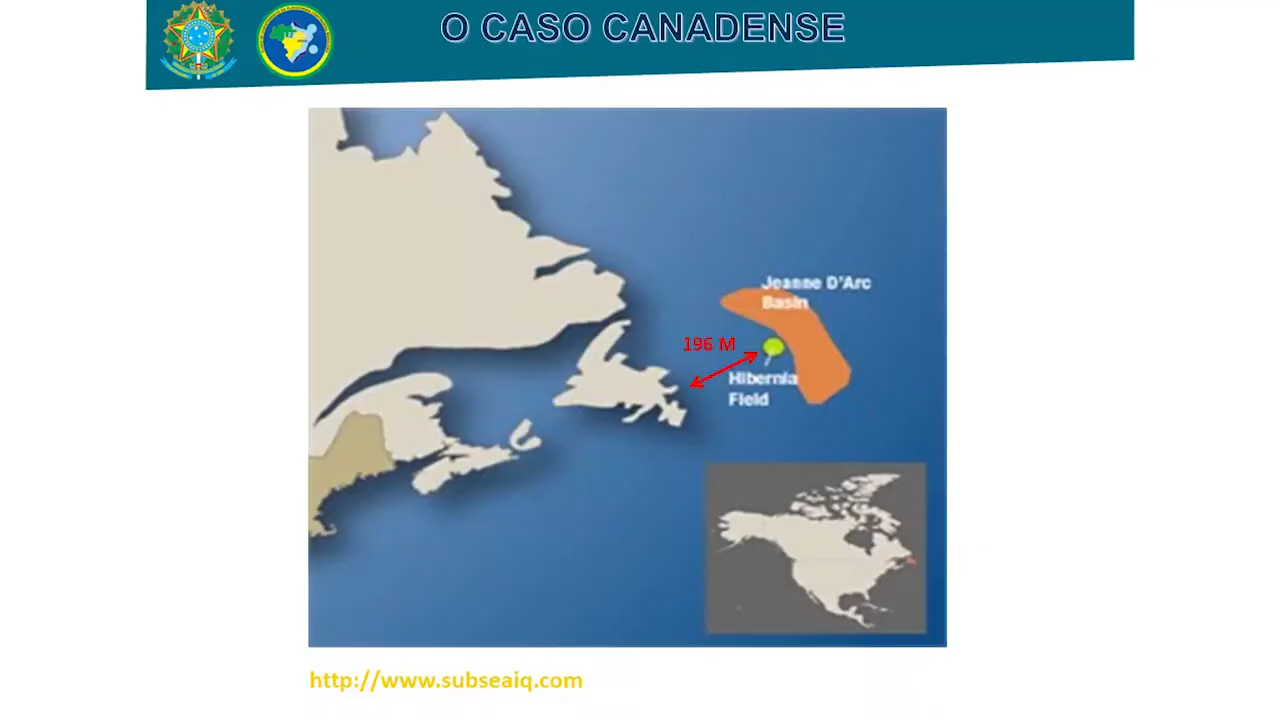 O CASO CANADENSE
Jeanne D'Arc
Basin
196 M
Hibernia
Field
http://www.subseaiq.com